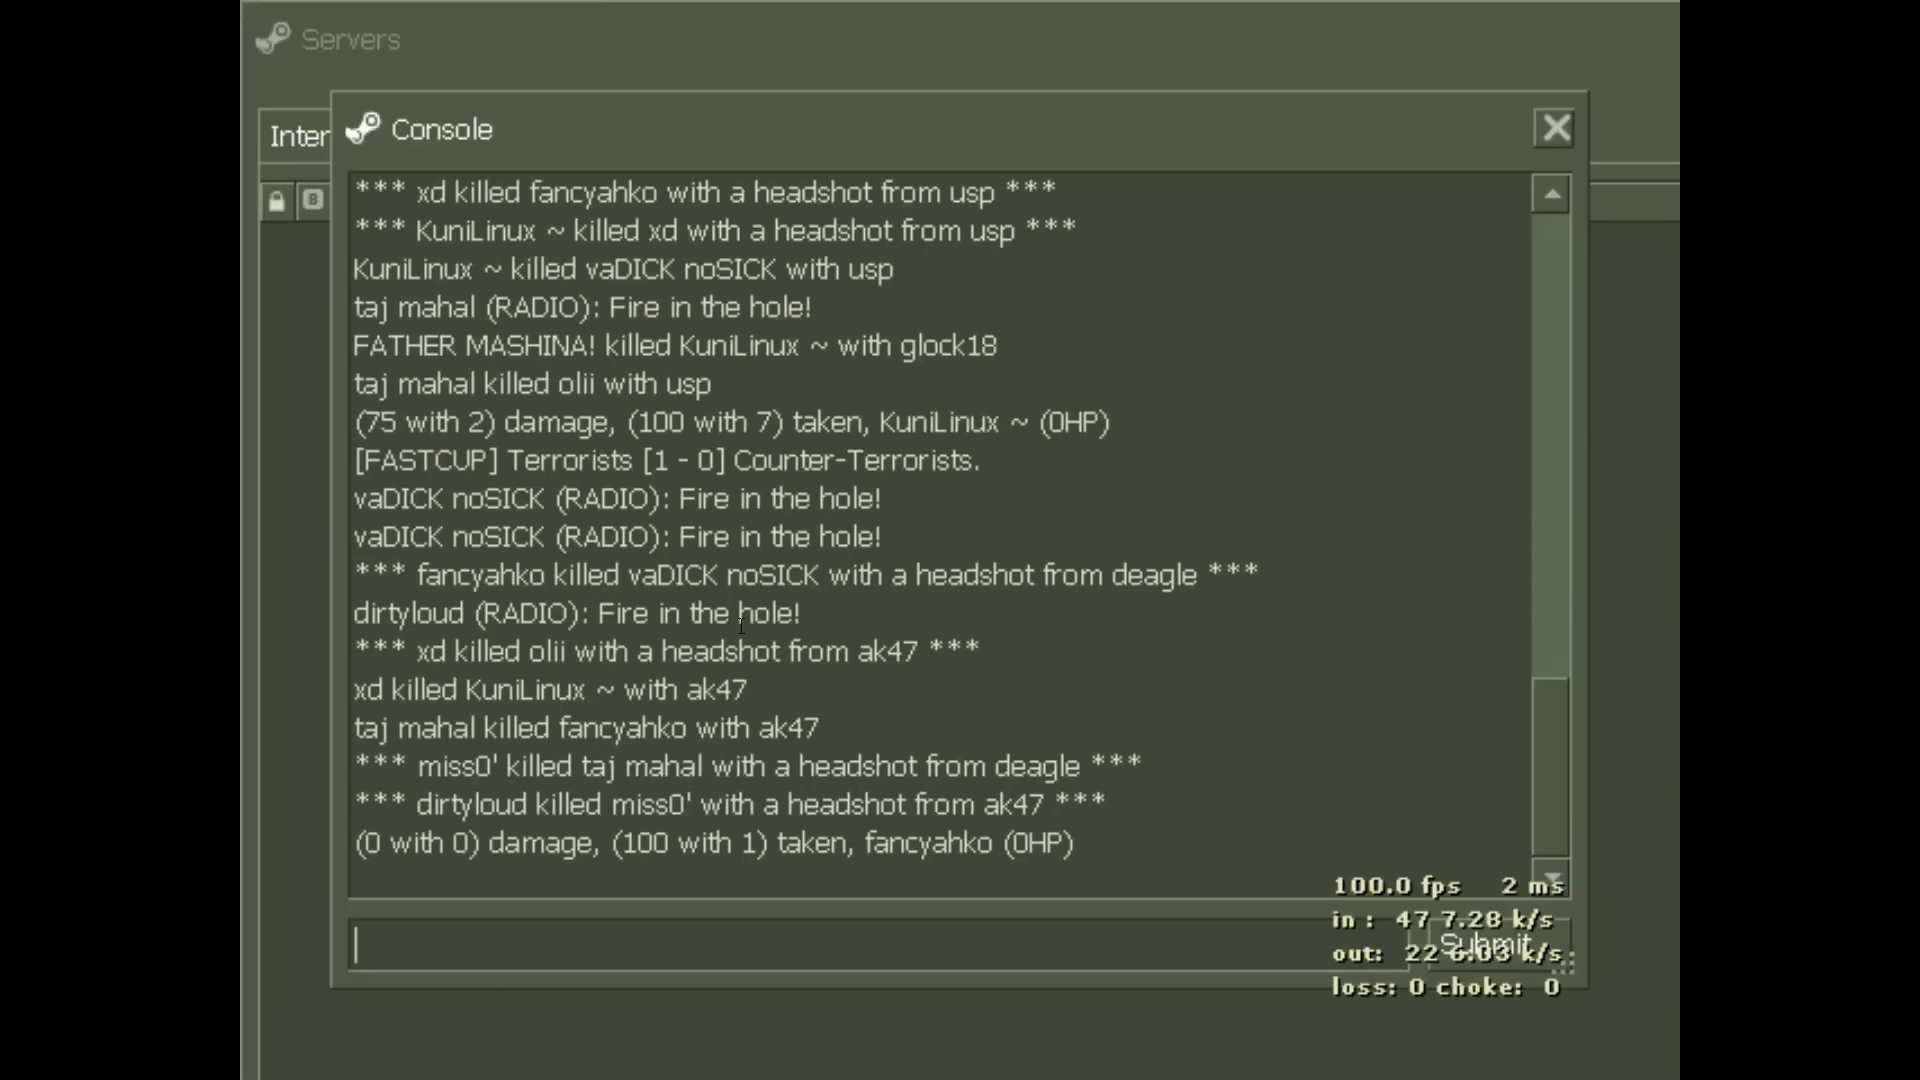 Servers
Inter
Console
B
*** xd killed fancyahko with a headshot from usp ***
*** KuniLinux ~ killed xd with a headshot from usp ***
KuniLinux ~ killed vaDICK noSICK with usp
taj mahal (RADIO): Fire in the hole!
FATHER MASHINA! killed KuniLinux ~ with glock18
taj mahal killed olii with usp
(75 with 2) damage, (100 with 7) taken, KuniLinux ~ (0HP)
[FASTCUP] Terrorists [1 - 0] Counter-Terrorists.
vaDICK noSICK (RADIO): Fire in the hole!
vaDICK noSICK (RADIO): Fire in the hole!
*** fancyahko killed vaDICK noSICK with a headshot from deagle ***
dirtyloud (RADIO): Fire in the hole!
*** xd killed olii with a headshot from ak47 ***
xd killed KuniLinux ~ with ak47
taj mahal killed fancyahko with ak47
*** miss0' killed taj mahal with a headshot from deagle ***
*** dirtyloud killed miss0' with a headshot from ak47 ***
(0 with 0) damage, (100 with 1) taken, fancyahko (0HP)
100.0 fps 2 ms
in : 47 7.28 k/s
Submit
out: 22 k/s
loss: 0 choke: 0